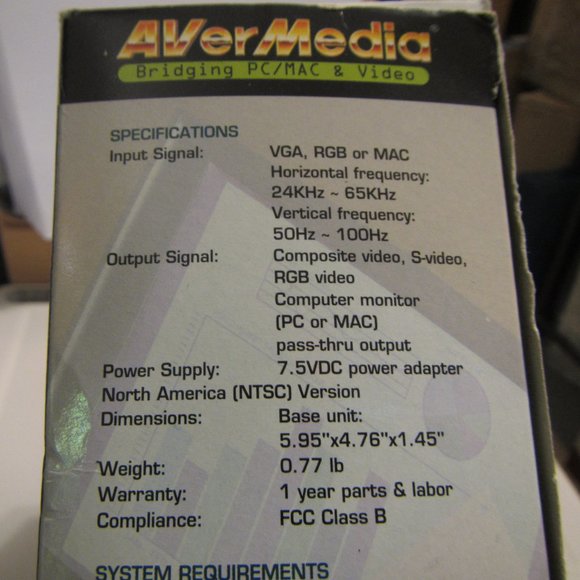 AVerMedia
Bridging PC/MAC & Video
SPECIFICATIONS
Input Signal: VGA, RGB or MAC
Horizontal frequency:
24KHz ~ 65KHz
Vertical frequency:
50Hz ~ 100Hz
Output Signal: Composite video, S-video,
RGB video
Computer monitor
(PC or MAC)
pass-thru output
Power Supply: 7.5VDC power adapter
North America (NTSC) Version
Dimensions: Base unit:
5.95"x4.76"x1.45"
Weight: 0.77 lb
Warranty: 1 year parts & labor
Compliance: FCC Class B
SYSTEM REQUIREMENTS